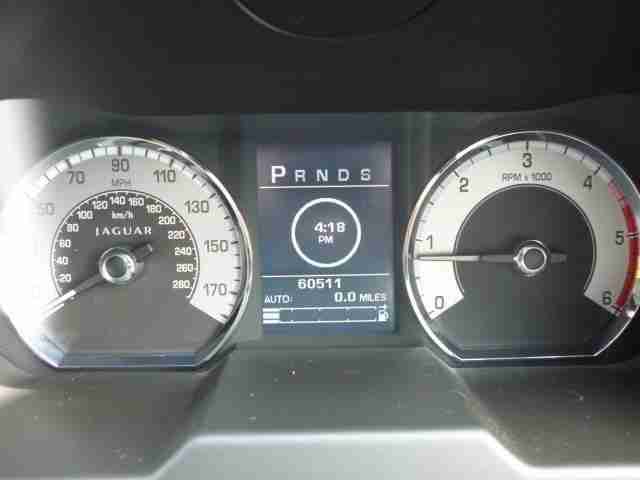 70 90 110
50 MPH 130
30 150
10 170
100 120 140 160
80 km/h 180
60 200
40 220
20 240
260
280
JAGUAR
P R N D S
4:18
PM
60511
AUTO: 0.0 MILES
0 1 2 3 4 5 6
RPM x 1000